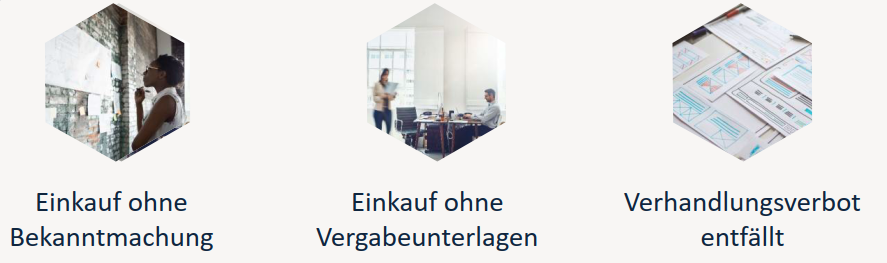 Einkauf ohne
Bekanntmachung
Einkauf ohne
Vergabeunterlagen
Verhandlungsverbot
entfällt